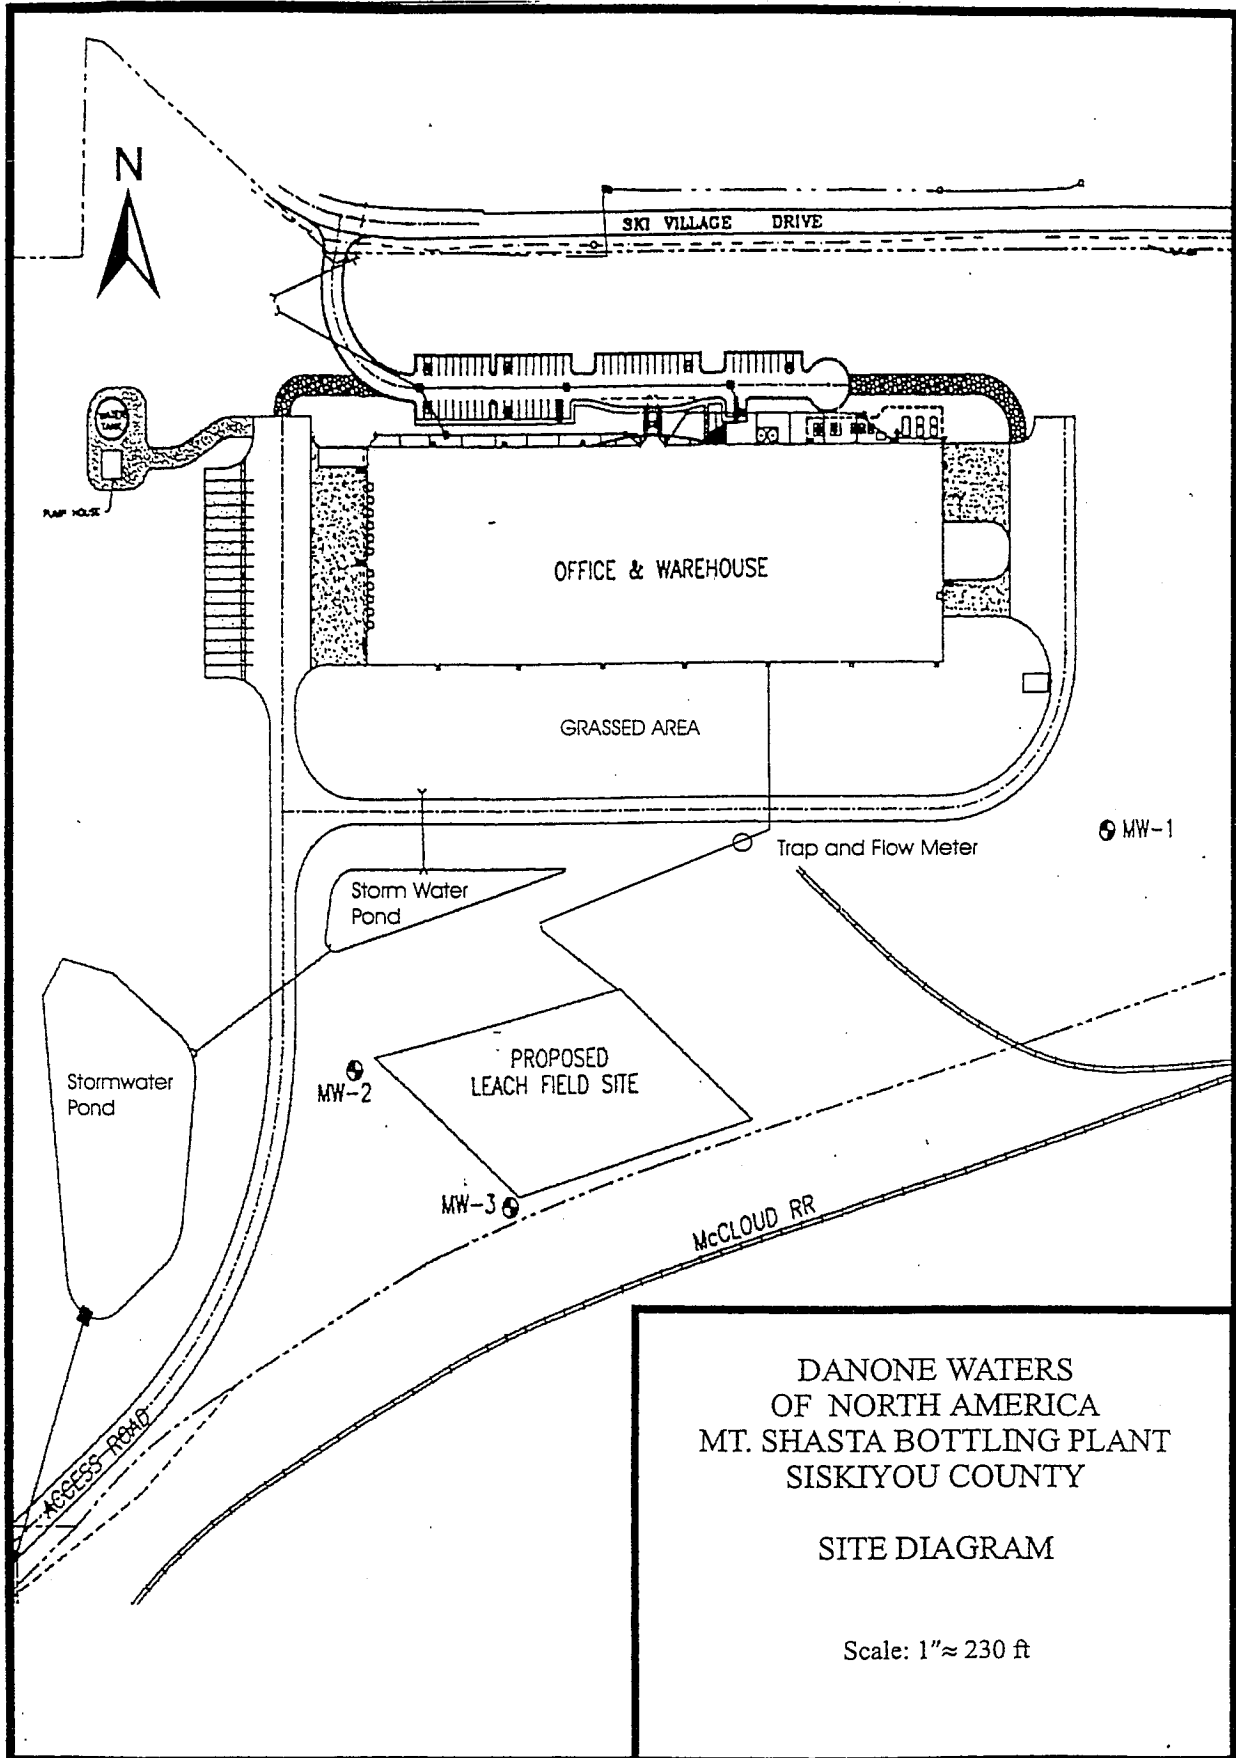 N
SKI VILLAGE DRIVE
WATER
TANK
PUMP HOUSE
OFFICE & WAREHOUSE
GRASSED AREA
MW-1
Trap and Flow Meter
Storm Water
Pond
Stormwater
Pond
MW-2
PROPOSED
LEACH FIELD SITE
MW-3
McCLOUD RR
ACCESS ROAD
DANONE WATERS
OF NORTH AMERICA
MT. SHASTA BOTTLING PLANT
SISKIYOU COUNTY
SITE DIAGRAM
Scale: 1"≈ 230 ft